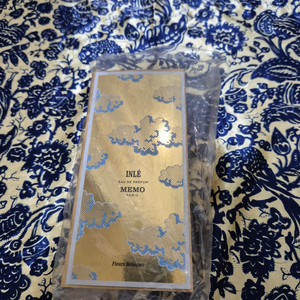 INLÉ
EAU DE PARFUM
MEMO
PARIS
Fleurs Bohèmes